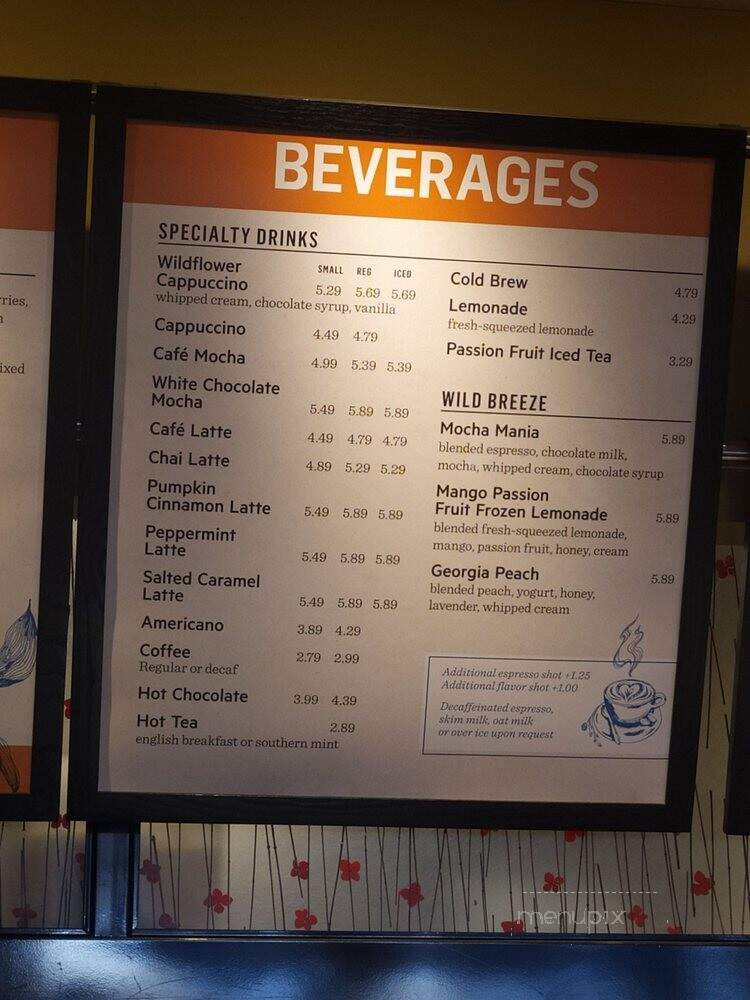 BEVERAGES
SPECIALTY DRINKS
SMALL REG ICED
Wildflower
Cappuccino 5.29 5.69 5.69
whipped cream, chocolate syrup, vanilla
Cappuccino 4.49 4.79
Café Mocha 4.99 5.39 5.39
White Chocolate
Mocha 5.49 5.89 5.89
Café Latte 4.49 4.79 4.79
Chai Latte 4.89 5.29 5.29
Pumpkin
Cinnamon Latte 5.49 5.89 5.89
Peppermint
Latte 5.49 5.89 5.89
Salted Caramel
Latte 5.49 5.89 5.89
Americano 3.89 4.29
Coffee 2.79 2.99
Regular or decaf
Hot Chocolate 3.99 4.39
Hot Tea 2.89
english breakfast or southern mint
Cold Brew 4.79
Lemonade 4.29
fresh-squeezed lemonade
Passion Fruit Iced Tea 3.29
WILD BREEZE
Mocha Mania 5.89
blended espresso, chocolate milk,
mocha, whipped cream, chocolate syrup
Mango Passion
Fruit Frozen Lemonade 5.89
blended fresh-squeezed lemonade,
mango, passion fruit, honey, cream
Georgia Peach 5.89
blended peach, yogurt, honey,
lavender, whipped cream
Additional espresso shot +1.25
Additional flavor shot +1.00
Decaffeinated espresso,
skim milk, oat milk
or over ice upon request
menupix